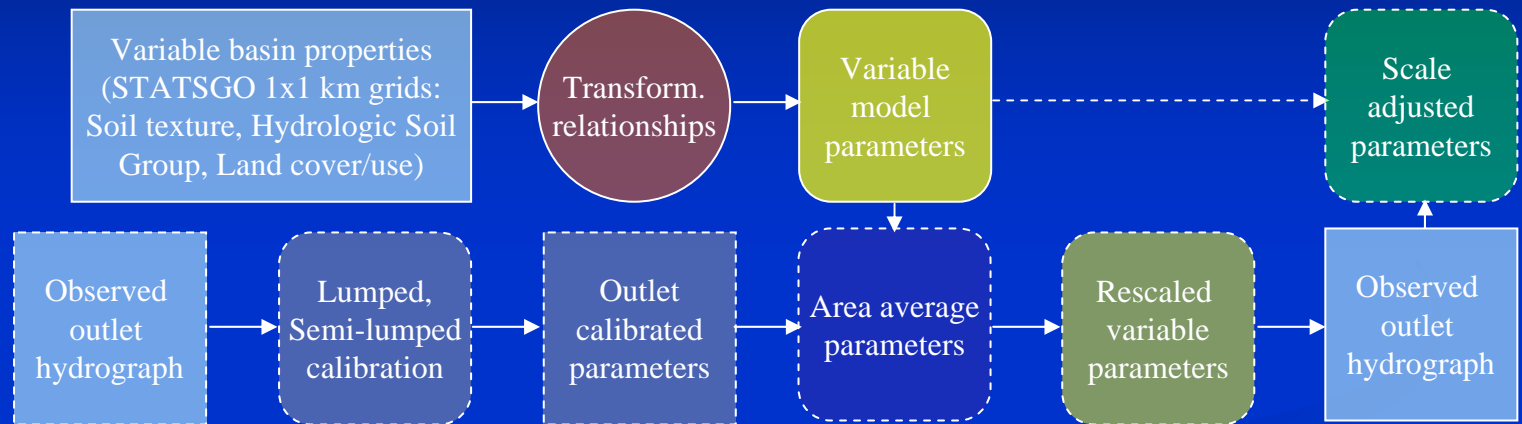 Variable basin properties
(STATSGO 1x1 km grids:
Soil texture, Hydrologic Soil
Group, Land cover/use)
Transform.
relationships
Variable
model
parameters
Scale
adjusted
parameters
Observed
outlet
hydrograph
Lumped,
Semi-lumped
calibration
Outlet
calibrated
parameters
Area average
parameters
Rescaled
variable
parameters
Observed
outlet
hydrograph